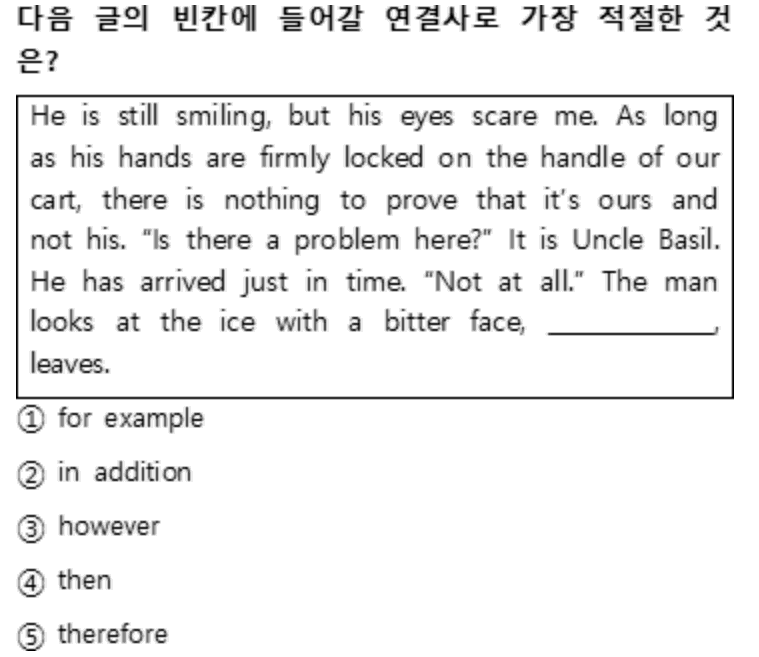 다음 글의 빈칸에 들어갈 연결사로 가장 적절한 것
은?
He is still smiling, but his eyes scare me. As long
as his hands are firmly locked on the handle of our
cart, there is nothing to prove that it's ours and
not his. “Is there a problem here?” It is Uncle Basil.
He has arrived just in time. “Not at all.” The man
looks at the ice with a bitter face, ____________,
leaves.
① for example
② in addition
③ however
④ then
⑤ therefore